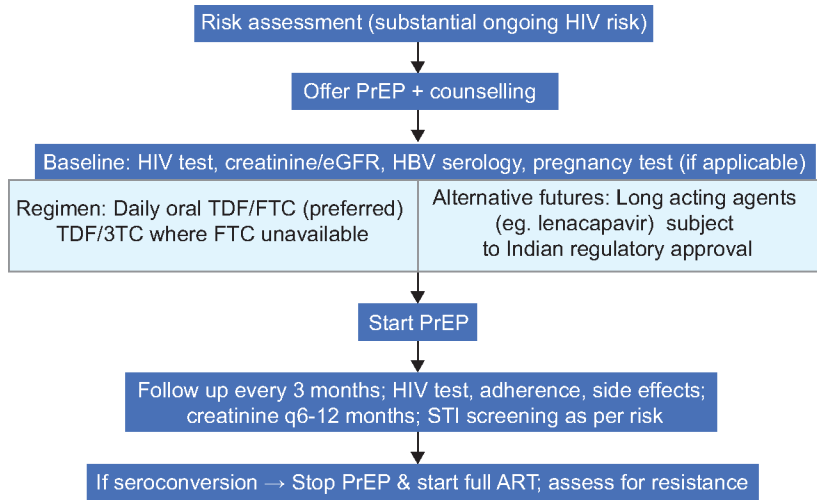 Risk assessment (substantial ongoing HIV risk)
Offer PrEP + counselling
Baseline: HIV test, creatinine/eGFR, HBV serology, pregnancy test (if applicable)
Regimen: Daily oral TDF/FTC (preferred)
TDF/3TC where FTC unavailable
Alternative futures: Long acting agents
(eg. lenacapavir) subject
to Indian regulatory approval
Start PrEP
Follow up every 3 months; HIV test, adherence, side effects;
creatinine q6-12 months; STI screening as per risk
If seroconversion → Stop PrEP & start full ART; assess for resistance